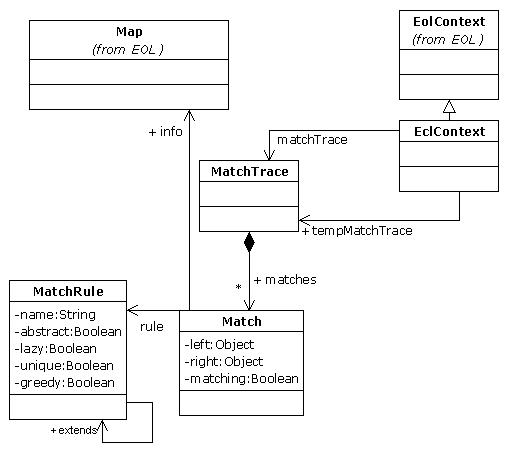 Map
(from EOL)
EolContext
(from EOL)
+ info
matchTrace
EclContext
MatchTrace
+tempMatchTrace
+ matches
*
MatchRule
-name:String
-abstract:Boolean
-lazy:Boolean
-unique:Boolean
-greedy:Boolean
rule
Match
-left:Object
-right:Object
-matching:Boolean
+extends